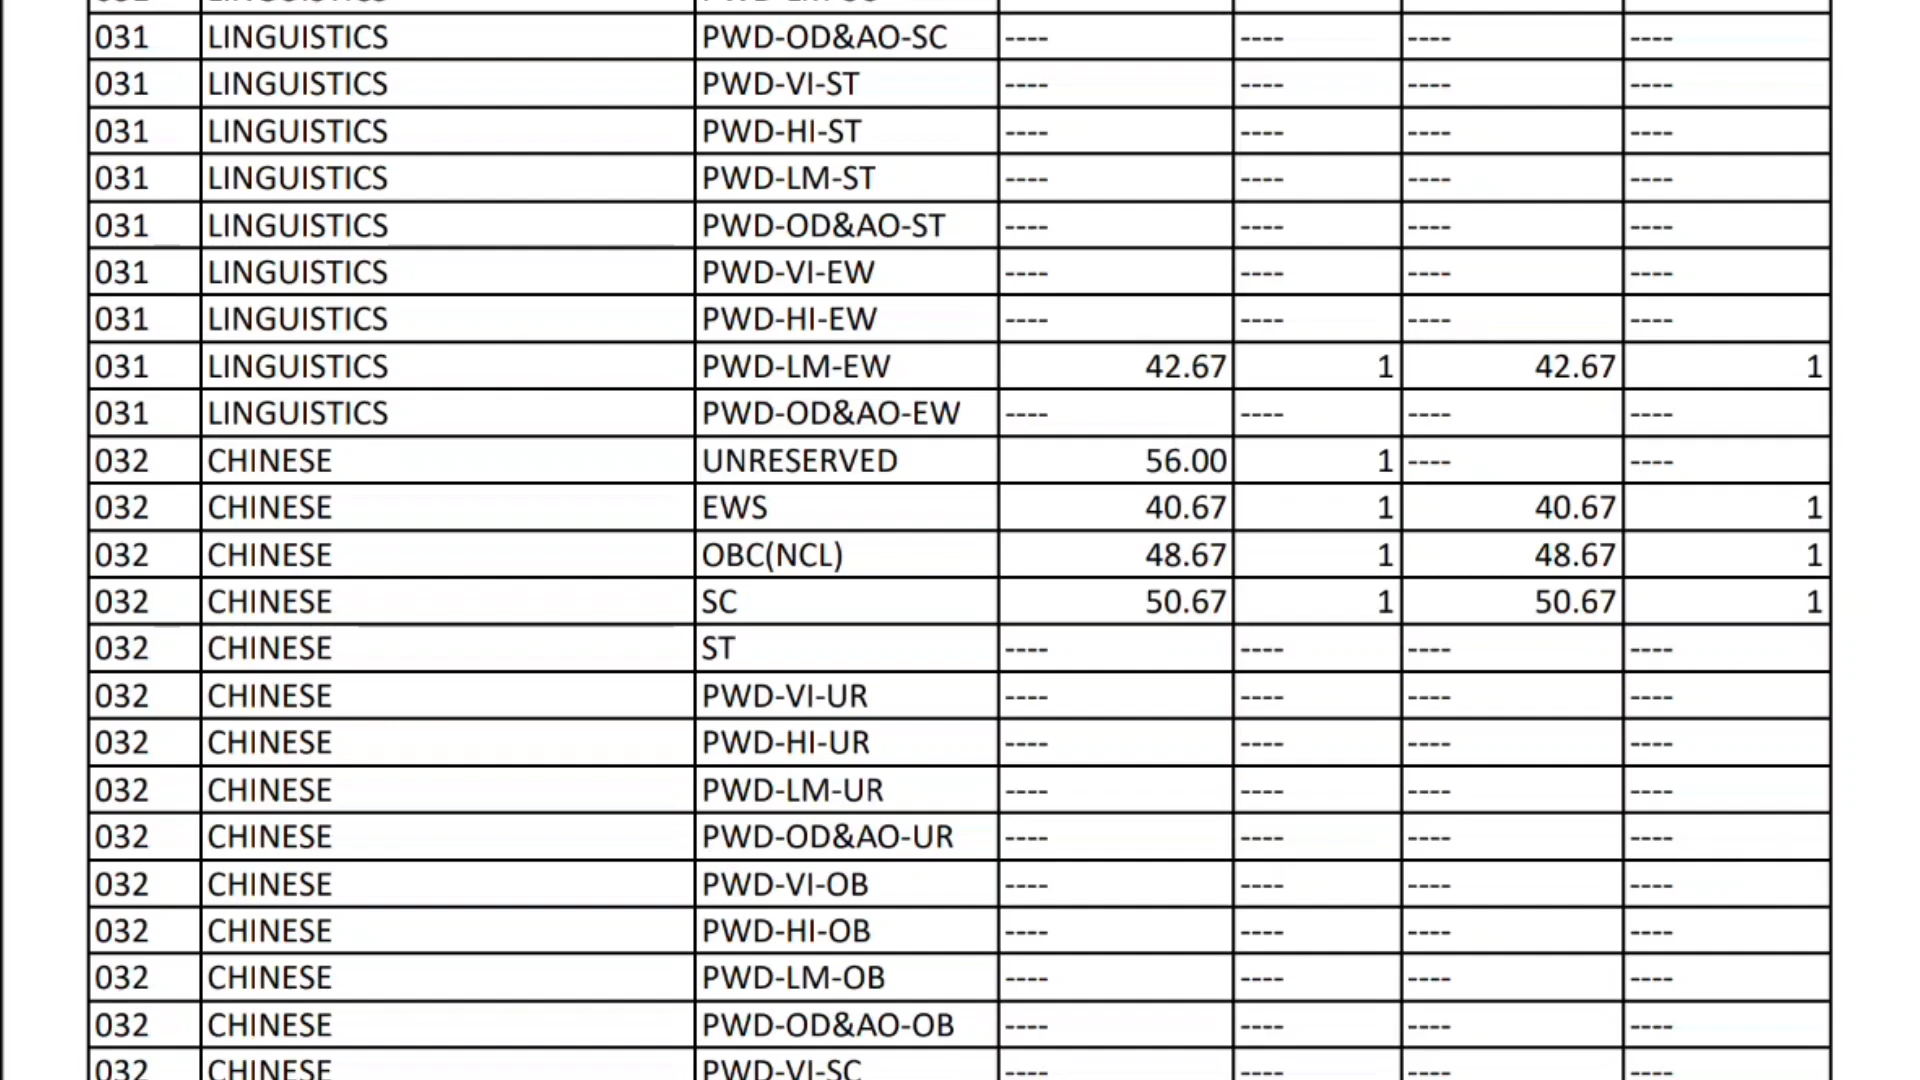 031 LINGUISTICS
031 LINGUISTICS PWD-OD&AO-SC ---- ---- ---- ----
031 LINGUISTICS PWD-VI-ST ---- ---- ---- ----
031 LINGUISTICS PWD-HI-ST ---- ---- ---- ----
031 LINGUISTICS PWD-LM-ST ---- ---- ---- ----
031 LINGUISTICS PWD-OD&AO-ST ---- ---- ---- ----
031 LINGUISTICS PWD-VI-EW ---- ---- ---- ----
031 LINGUISTICS PWD-HI-EW ---- ---- ---- ----
031 LINGUISTICS PWD-LM-EW 42.67 1 42.67 1
031 LINGUISTICS PWD-OD&AO-EW ---- ---- ---- ----
032 CHINESE UNRESERVED 56.00 1 ---- ----
032 CHINESE EWS 40.67 1 40.67 1
032 CHINESE OBC(NCL) 48.67 1 48.67 1
032 CHINESE SC 50.67 1 50.67 1
032 CHINESE ST ---- ---- ---- ----
032 CHINESE PWD-VI-UR ---- ---- ---- ----
032 CHINESE PWD-HI-UR ---- ---- ---- ----
032 CHINESE PWD-LM-UR ---- ---- ---- ----
032 CHINESE PWD-OD&AO-UR ---- ---- ---- ----
032 CHINESE PWD-VI-OB ---- ---- ---- ----
032 CHINESE PWD-HI-OB ---- ---- ---- ----
032 CHINESE PWD-LM-OB ---- ---- ---- ----
032 CHINESE PWD-OD&AO-OB ---- ---- ---- ----
032 CHINESE PWD-VI-SC ---- ---- ---- ----